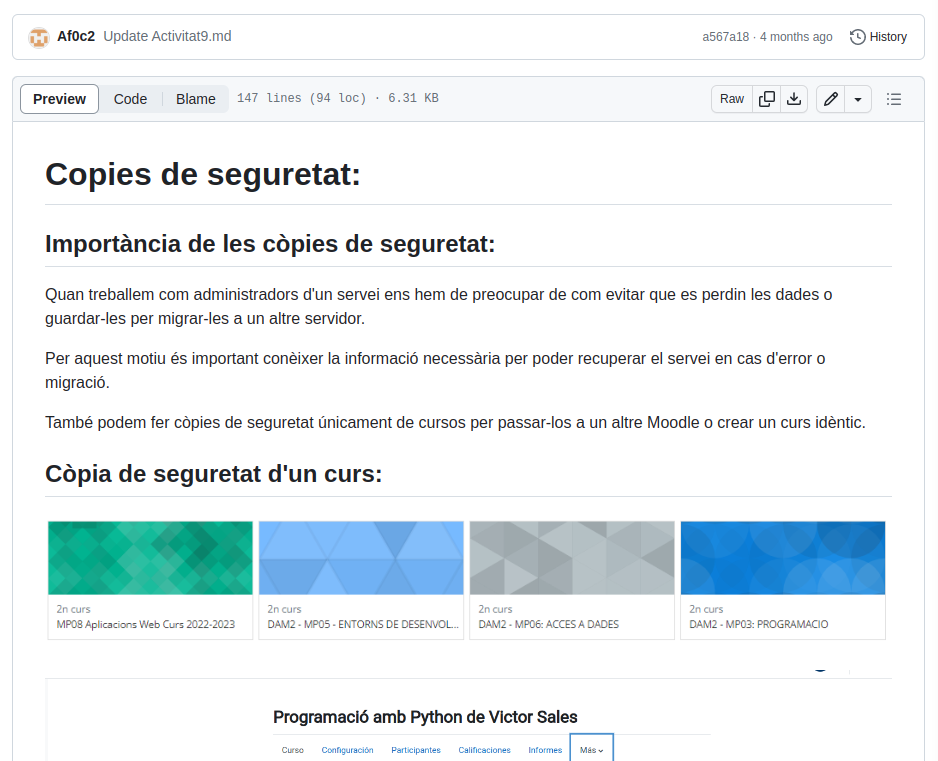 Af0c2 Update Activitat9.md a567a18 · 4 months ago History
Preview Code Blame 147 lines (94 loc) · 6.31 KB Raw
Copies de seguretat:
Importància de les còpies de seguretat:
Quan treballem com administradors d'un servei ens hem de preocupar de com evitar que es perdin les dades o
guardar-les per migrar-les a un altre servidor.
Per aquest motiu és important conèixer la informació necessària per poder recuperar el servei en cas d'error o
migració.
També podem fer còpies de seguretat únicament de cursos per passar-los a un altre Moodle o crear un curs idèntic.
Còpia de seguretat d'un curs:
2n curs 2n curs 2n curs 2n curs
MP08 Aplicacions Web Curs 2022-2023 DAM2 - MP05 - ENTORNS DE DESENVOL... DAM2 - MP06: ACCES A DADES DAM2 - MP03: PROGRAMACIO
Programació amb Python de Victor Sales
Curso Configuración Participantes Calificaciones Informes Más